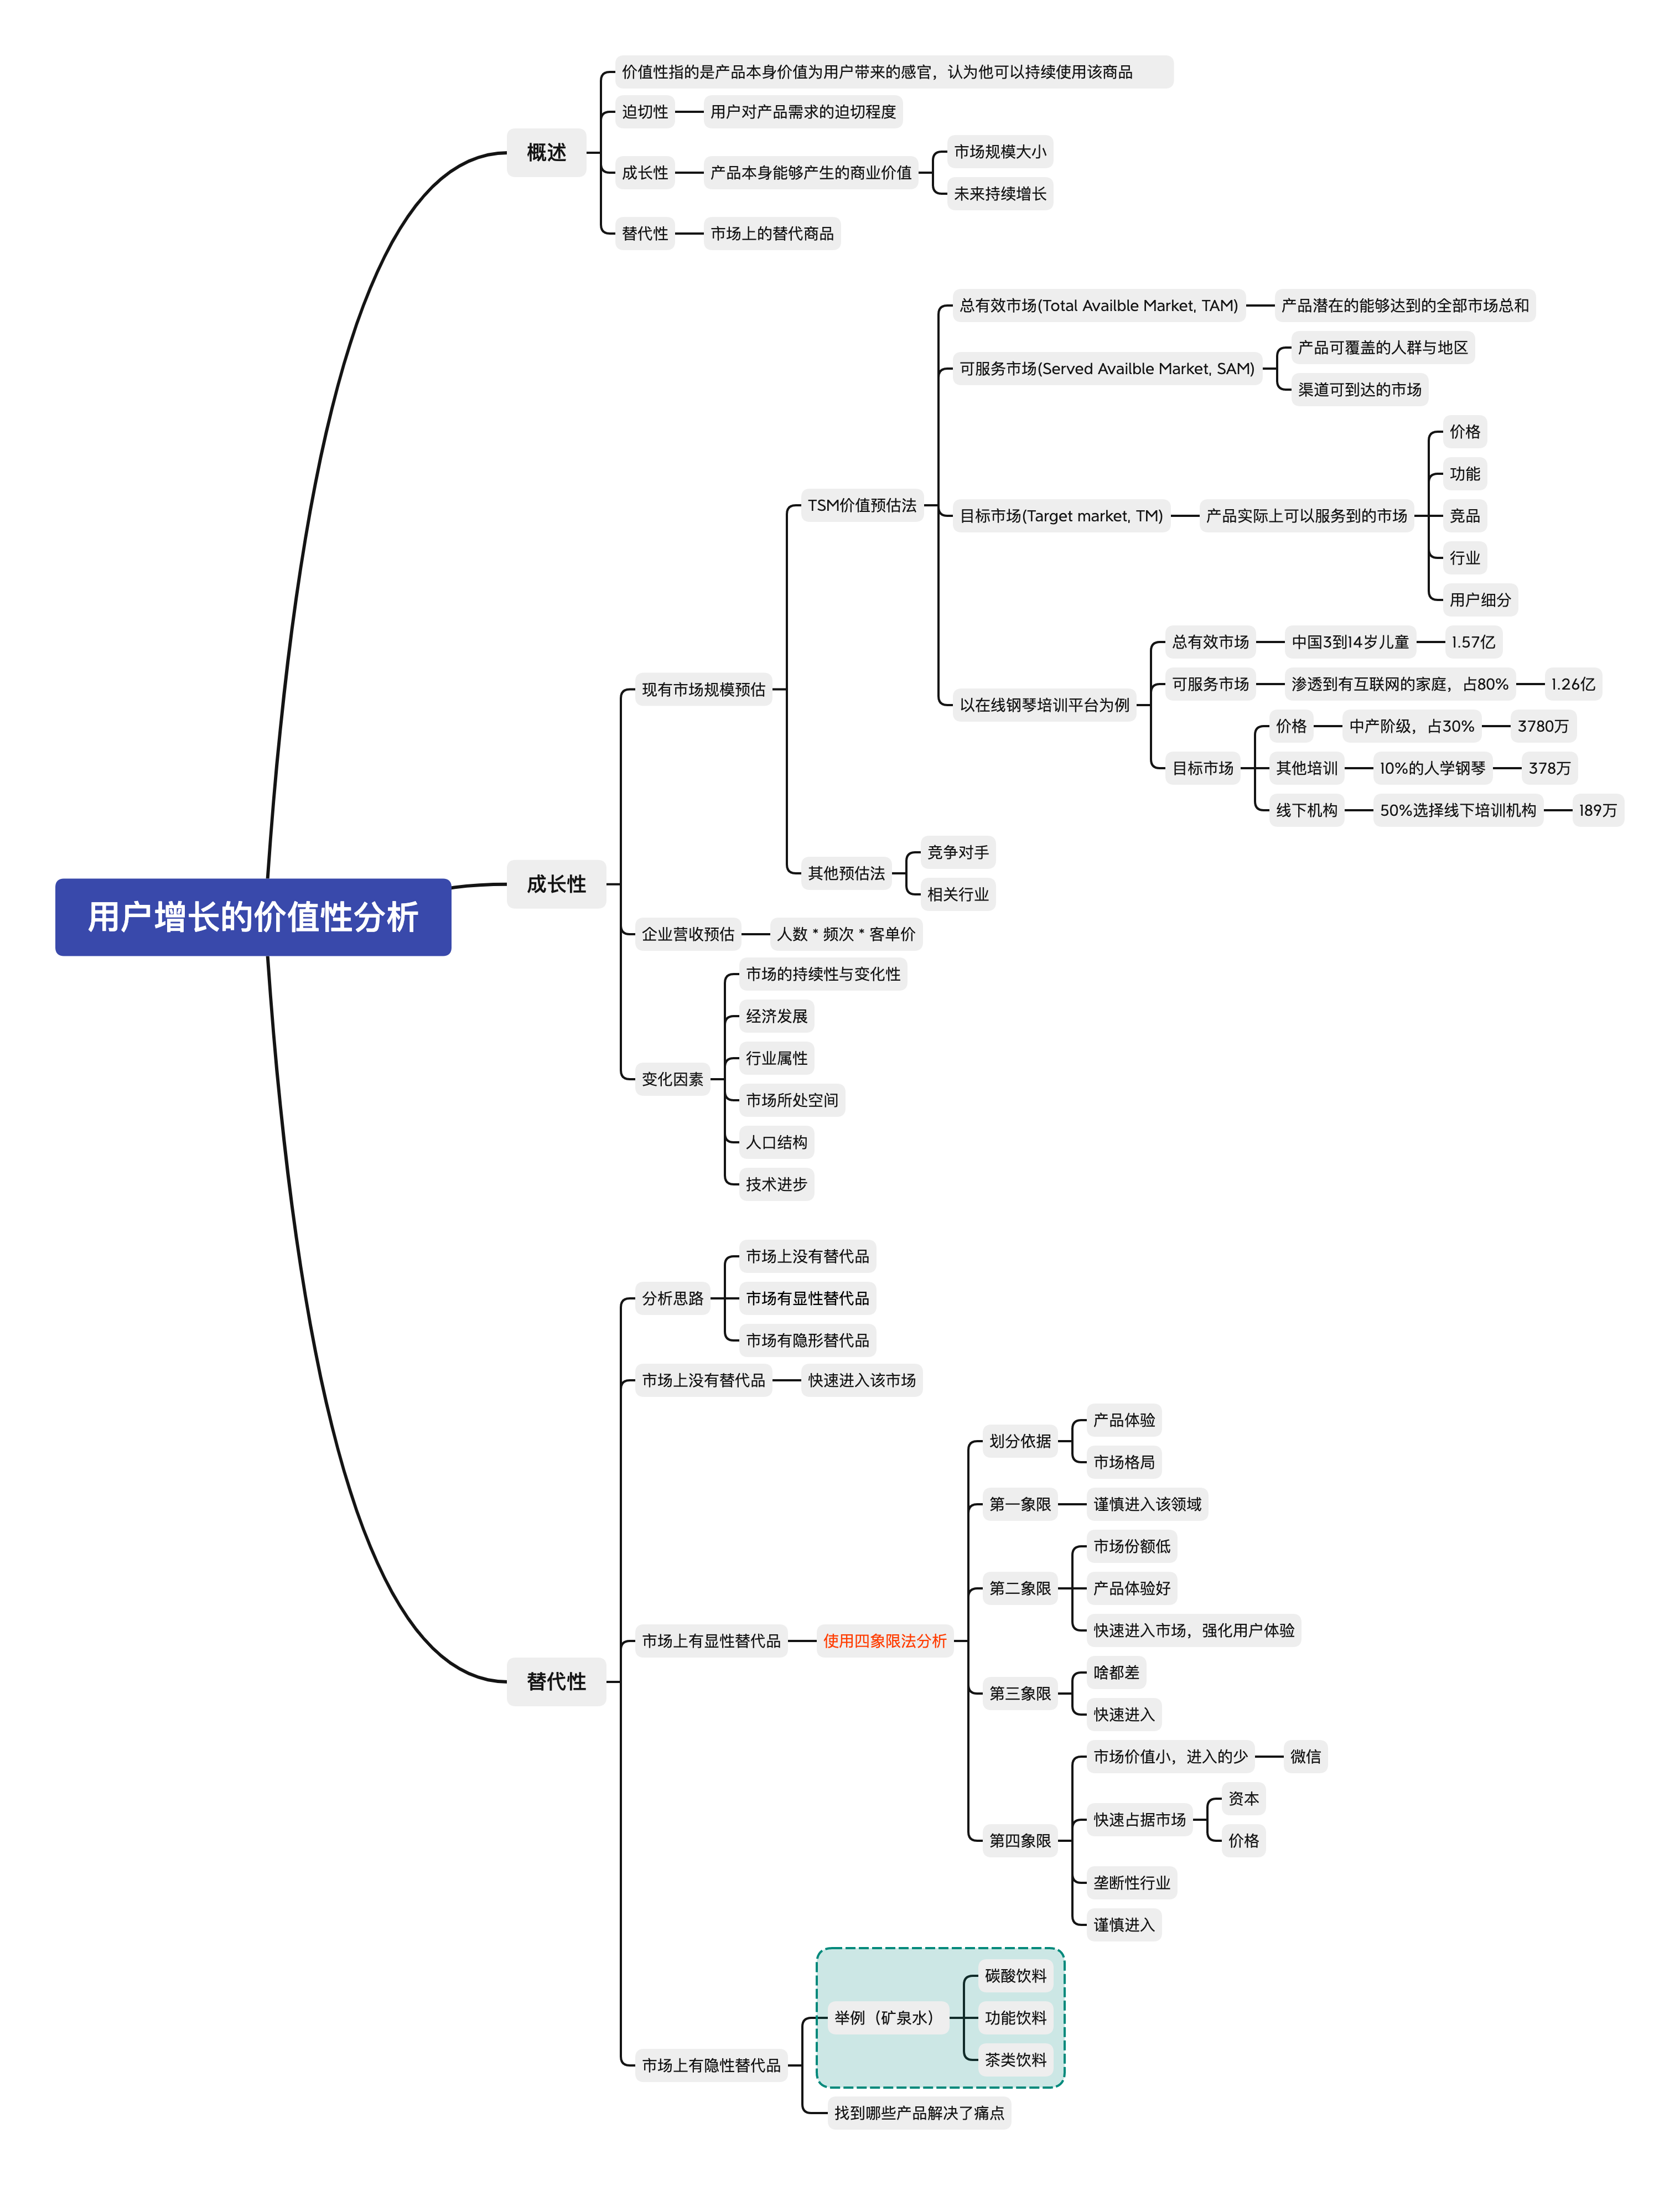 用户增长的价值性分析
概述
价值性指的是产品本身价值为用户带来的感官，认为他可以持续使用该商品
迫切性
用户对产品需求的迫切程度
成长性
产品本身能够产生的商业价值
市场规模大小
未来持续增长
替代性
市场上的替代商品
成长性
现有市场规模预估
TSM价值预估法
总有效市场(Total Availble Market, TAM)
产品潜在的能够达到的全部市场总和
可服务市场(Served Availble Market, SAM)
产品可覆盖的人群与地区
渠道可到达的市场
目标市场(Target market, TM)
产品实际上可以服务到的市场
价格
功能
竞品
行业
用户细分
以在线钢琴培训平台为例
总有效市场
中国3到14岁儿童
1.57亿
可服务市场
渗透到有互联网的家庭，占80%
1.26亿
目标市场
价格
中产阶级，占30%
3780万
其他培训
10%的人学钢琴
378万
线下机构
50%选择线下培训机构
189万
其他预估法
竞争对手
相关行业
企业营收预估
人数 * 频次 * 客单价
变化因素
市场的持续性与变化性
经济发展
行业属性
市场所处空间
人口结构
技术进步
替代性
分析思路
市场上没有替代品
市场有显性替代品
市场有隐形替代品
市场上没有替代品
快速进入该市场
市场上有显性替代品
使用四象限法分析
划分依据
产品体验
市场格局
第一象限
谨慎进入该领域
第二象限
市场份额低
产品体验好
快速进入市场，强化用户体验
第三象限
啥都差
快速进入
第四象限
市场价值小，进入的少
微信
快速占据市场
资本
价格
垄断性行业
谨慎进入
市场上有隐性替代品
举例（矿泉水）
碳酸饮料
功能饮料
茶类饮料
找到哪些产品解决了痛点